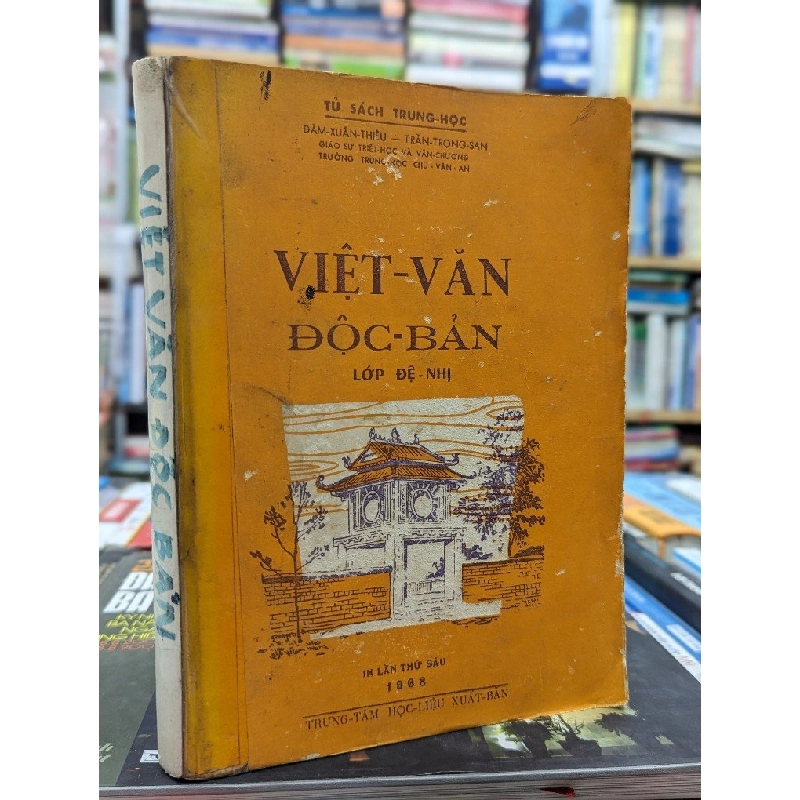 TỦ SÁCH TRUNG-HỌC
ĐÀM-XUÂN-THIỀU — TRẦN-TRỌNG-SAN
GIÁO SƯ TRIẾT-HỌC VÀ VĂN-CHƯƠNG
TRƯỜNG TRUNG-HỌC CHU-VĂN-AN
VIỆT-VĂN
ĐỘC-BẢN
LỚP ĐỆ-NHỊ
IN LẦN THỨ SÁU
1968
TRUNG-TÂM HỌC-LIỆU XUẤT-BẢN
VIỆT VĂN ĐỘC BẢN